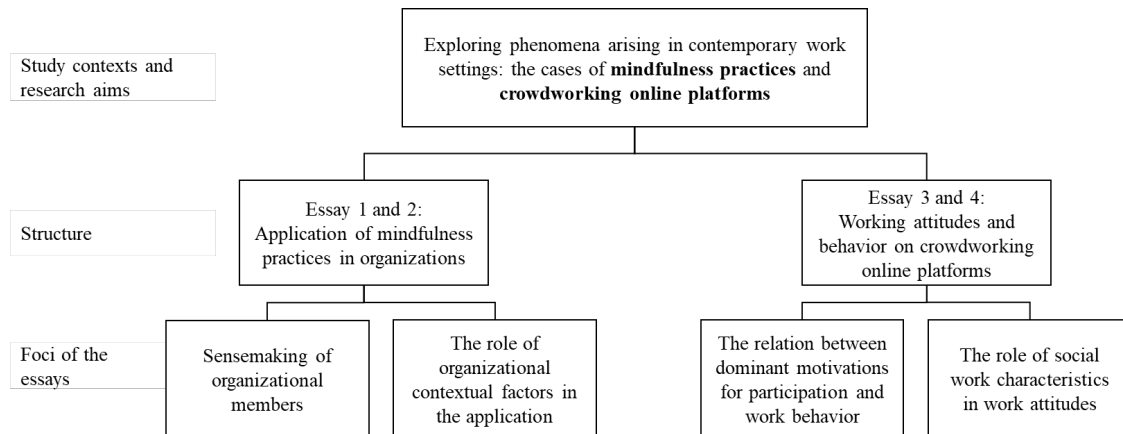 Study contexts and
research aims
Exploring phenomena arising in contemporary work
settings: the cases of mindfulness practices and
crowdworking online platforms
Structure
Essay 1 and 2:
Application of mindfulness
practices in organizations
Essay 3 and 4:
Working attitudes and
behavior on crowdworking
online platforms
Foci of the
essays
Sensemaking of
organizational
members
The role of
organizational
contextual factors in
the application
The relation between
dominant motivations
for participation and
work behavior
The role of social
work characteristics
in work attitudes